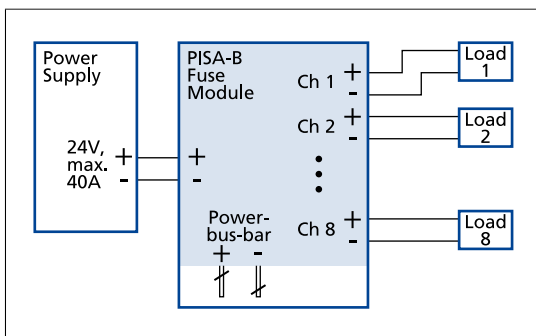 Power
Supply
24V,
max.
40A
+
-
PISA-B
Fuse
Module
+
-
Ch 1
+
-
Ch 2
+
-
Ch 8
+
-
Power-
bus-bar
+ -
Load
1
Load
2
Load
8